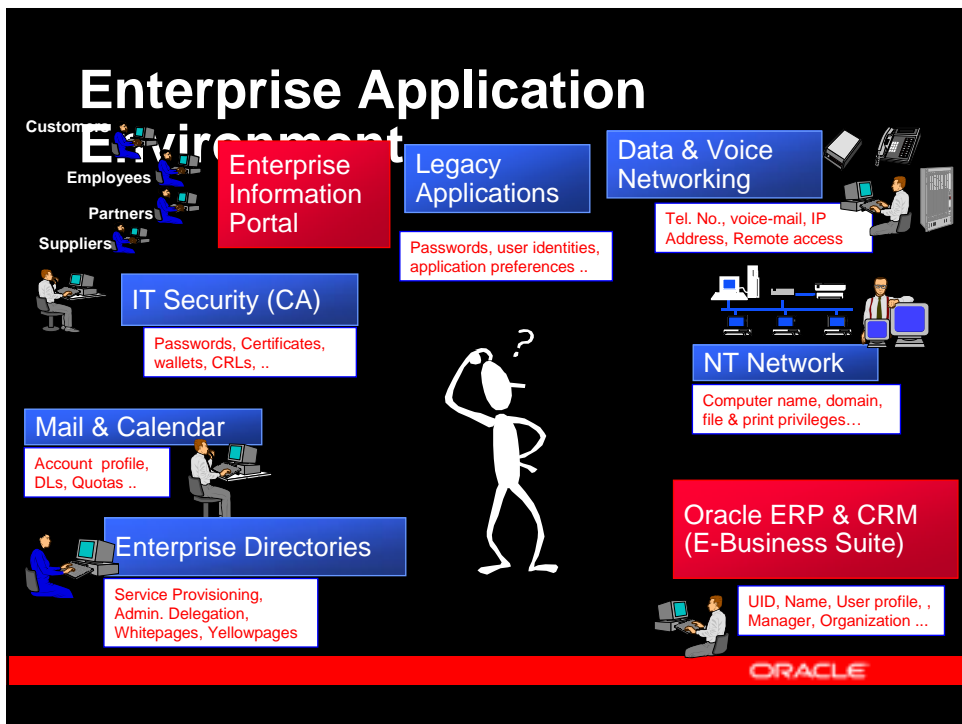 Enterprise Application
Environment
Customers
Employees
Partners
Suppliers
Enterprise
Information
Portal
Legacy
Applications
Passwords, user identities,
application preferences ..
Data & Voice
Networking
Tel. No., voice-mail, IP
Address, Remote access
IT Security (CA)
Passwords, Certificates,
wallets, CRLs, ..
?
NT Network
Computer name, domain,
file & print privileges…
Mail & Calendar
Account profile,
DLs, Quotas ..
Enterprise Directories
Service Provisioning,
Admin. Delegation,
Whitepages, Yellowpages
Oracle ERP & CRM
(E-Business Suite)
UID, Name, User profile, ,
Manager, Organization ...
ORACLE